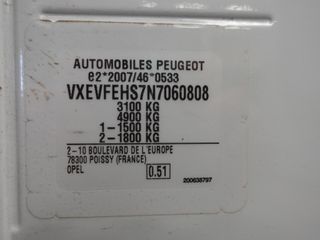 AUTOMOBILES PEUGEOT
e2*2007/46*0533
VXEVFEHS7N7060808
3100 KG
4900 KG
1-1500 KG
2-1800 KG
2-10 BOULEVARD DE L'EUROPE
78300 POISSY (FRANCE)
OPEL 0.51
200638797